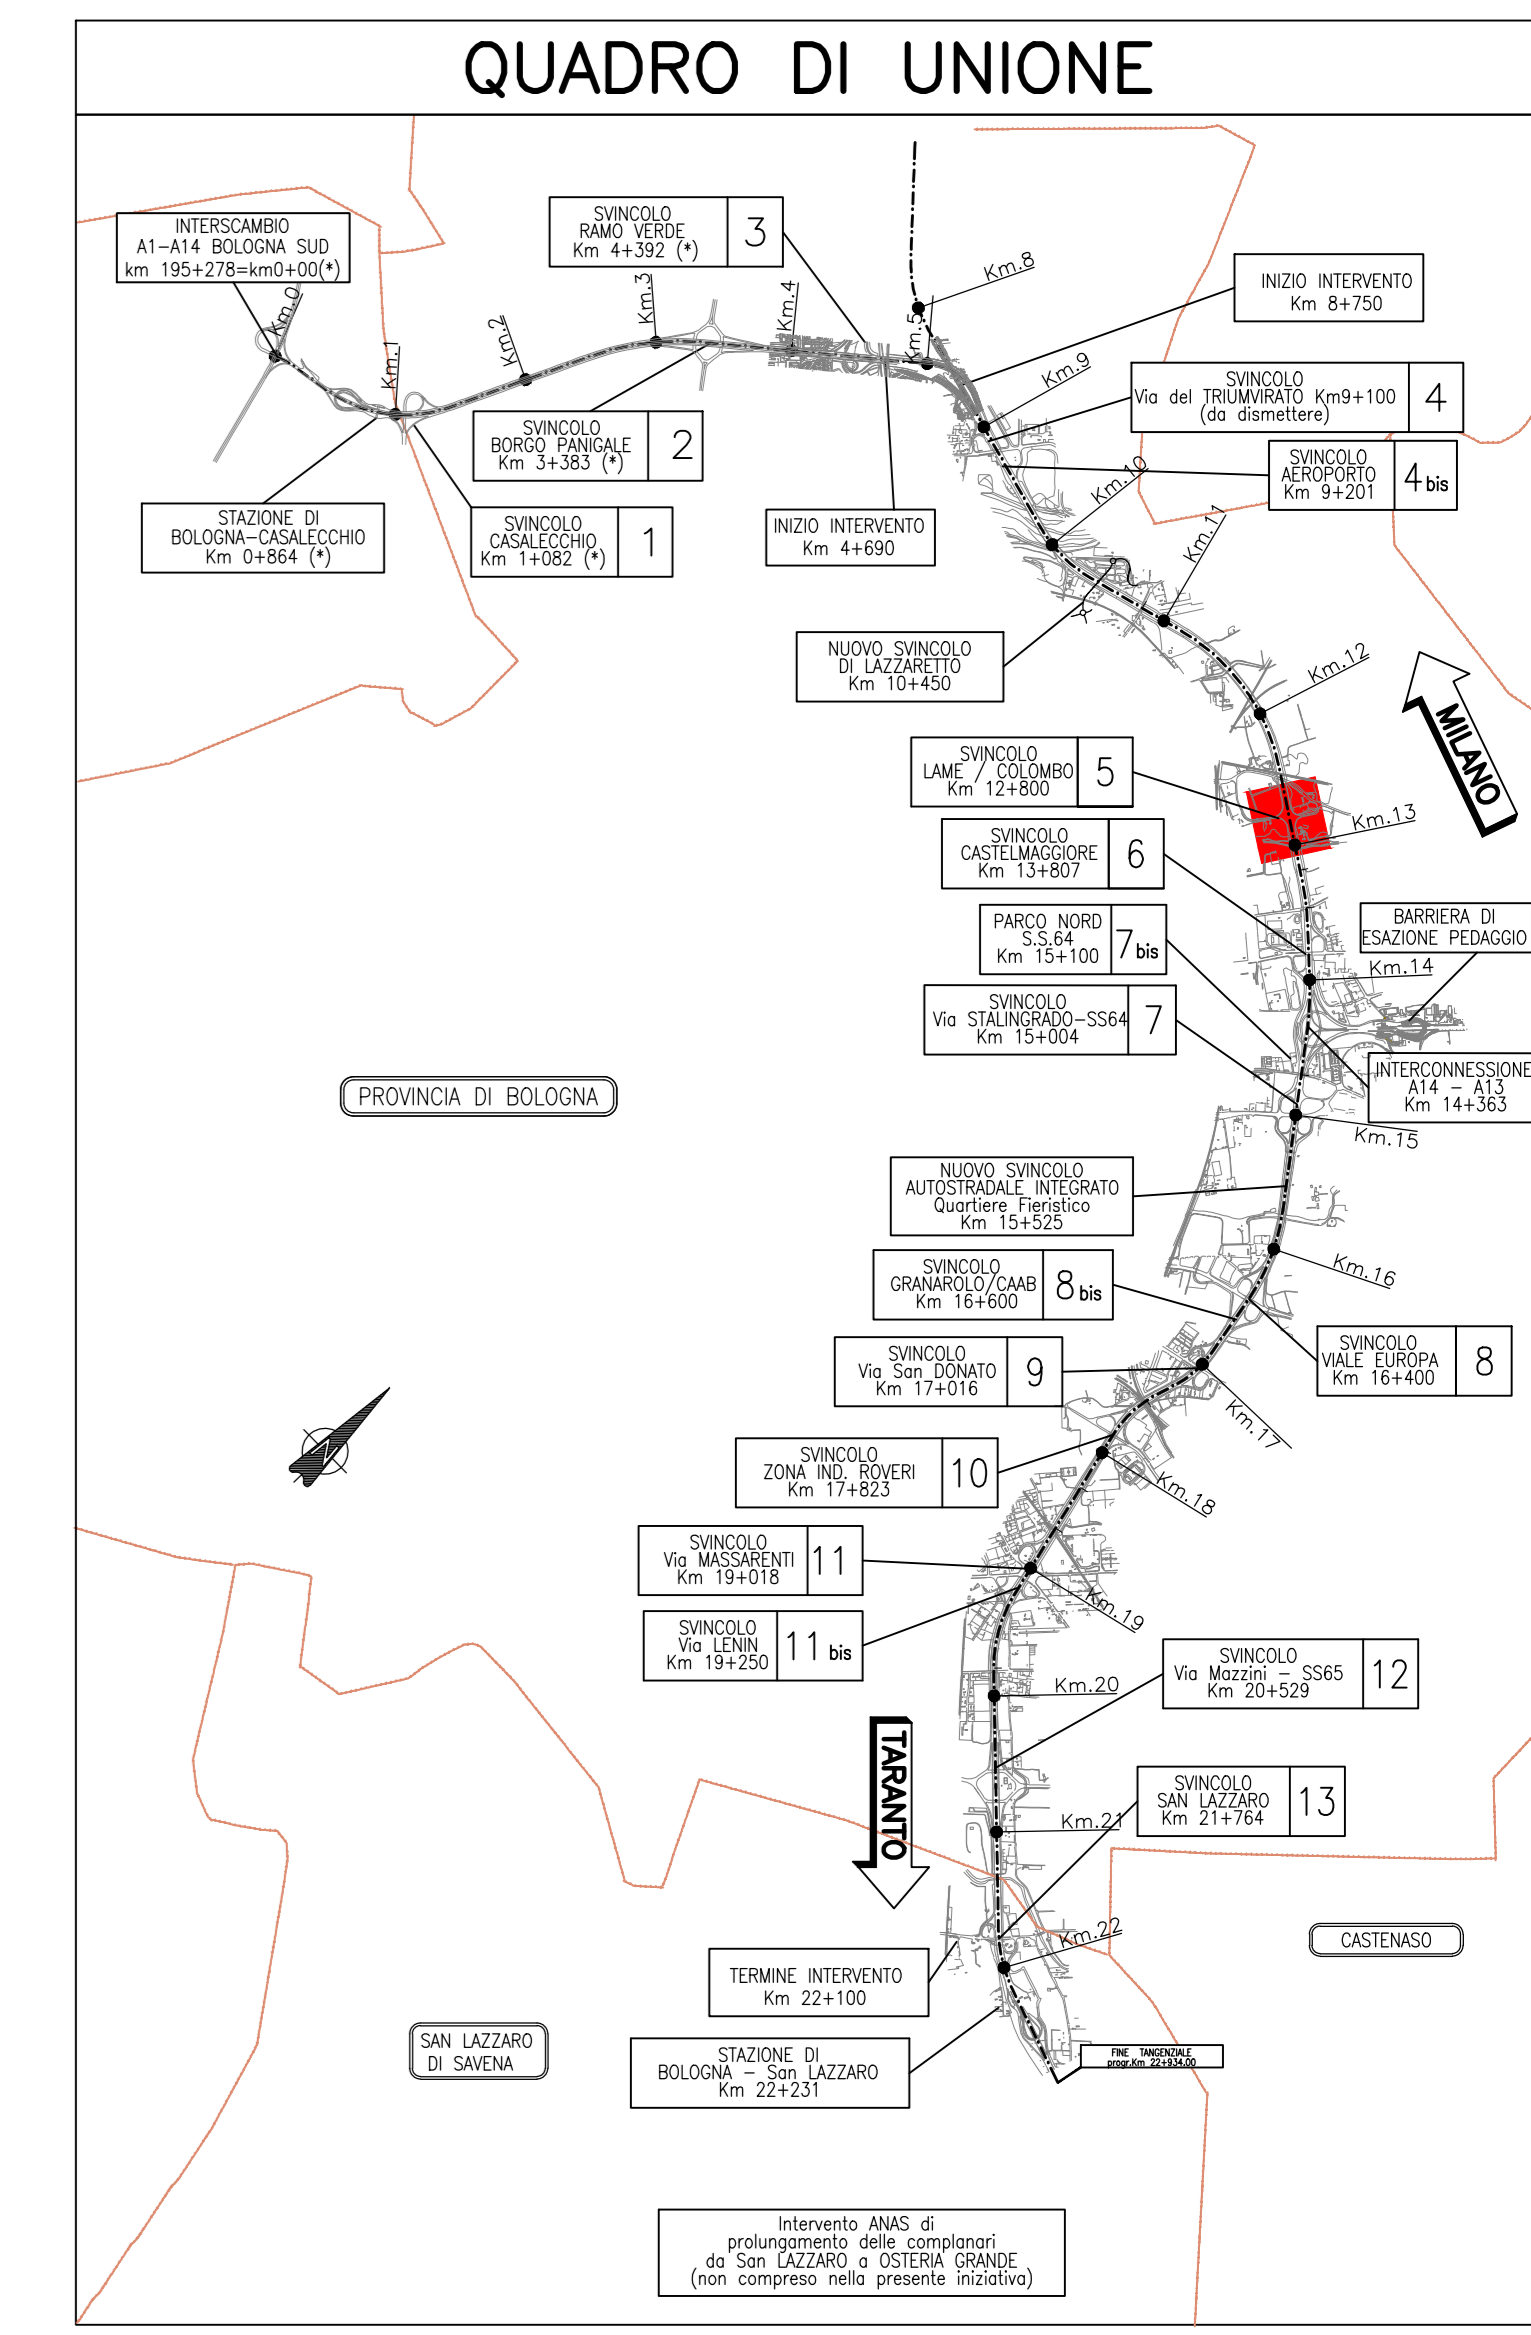 QUADRO DI UNIONE
INTERSCAMBIO
A1-A14 BOLOGNA SUD
km 195+278=km0+00(*)
SVINCOLO
RAMO VERDE
Km 4+392 (*)
3
Km.0
Km.1
Km.2
Km.3
Km.4
Km.5
Km.8
INIZIO INTERVENTO
Km 8+750
Km.9
SVINCOLO
Via del TRIUMVIRATO Km9+100
(da dismettere)
4
SVINCOLO
BORGO PANIGALE
Km 3+383 (*)
2
SVINCOLO
AEROPORTO
Km 9+201
4 bis
Km.10
STAZIONE DI
BOLOGNA-CASALECCHIO
Km 0+864 (*)
SVINCOLO
CASALECCHIO
Km 1+082 (*)
1
INIZIO INTERVENTO
Km 4+690
Km.11
NUOVO SVINCOLO
DI LAZZARETTO
Km 10+450
Km.12
MILANO
SVINCOLO
LAME / COLOMBO
Km 12+800
5
Km.13
SVINCOLO
CASTELMAGGIORE
Km 13+807
6
PARCO NORD
S.S.64
Km 15+100
7 bis
BARRIERA DI
ESAZIONE PEDAGGIO
Km.14
SVINCOLO
Via STALINGRADO-SS64
Km 15+004
7
INTERCONNESSIONE
A14 - A13
Km 14+363
PROVINCIA DI BOLOGNA
Km.15
NUOVO SVINCOLO
AUTOSTRADALE INTEGRATO
Quartiere Fieristico
Km 15+525
Km.16
SVINCOLO
GRANAROLO/CAAB
Km 16+600
8 bis
SVINCOLO
VIALE EUROPA
Km 16+400
8
SVINCOLO
Via San DONATO
Km 17+016
9
Km.17
SVINCOLO
ZONA IND. ROVERI
Km 17+823
10
Km.18
SVINCOLO
Via MASSARENTI
Km 19+018
11
Km.19
SVINCOLO
Via LENIN
Km 19+250
11 bis
SVINCOLO
Via Mazzini - SS65
Km 20+529
12
Km.20
TARANTO
SVINCOLO
SAN LAZZARO
Km 21+764
13
Km.21
Km.22
CASTENASO
TERMINE INTERVENTO
Km 22+100
SAN LAZZARO
DI SAVENA
STAZIONE DI
BOLOGNA - San LAZZARO
Km 22+231
FINE TANGENZIALE
progr.Km 22+934.00
Intervento ANAS di
prolungamento delle complanari
da San LAZZARO a OSTERIA GRANDE
(non compreso nella presente iniziativa)